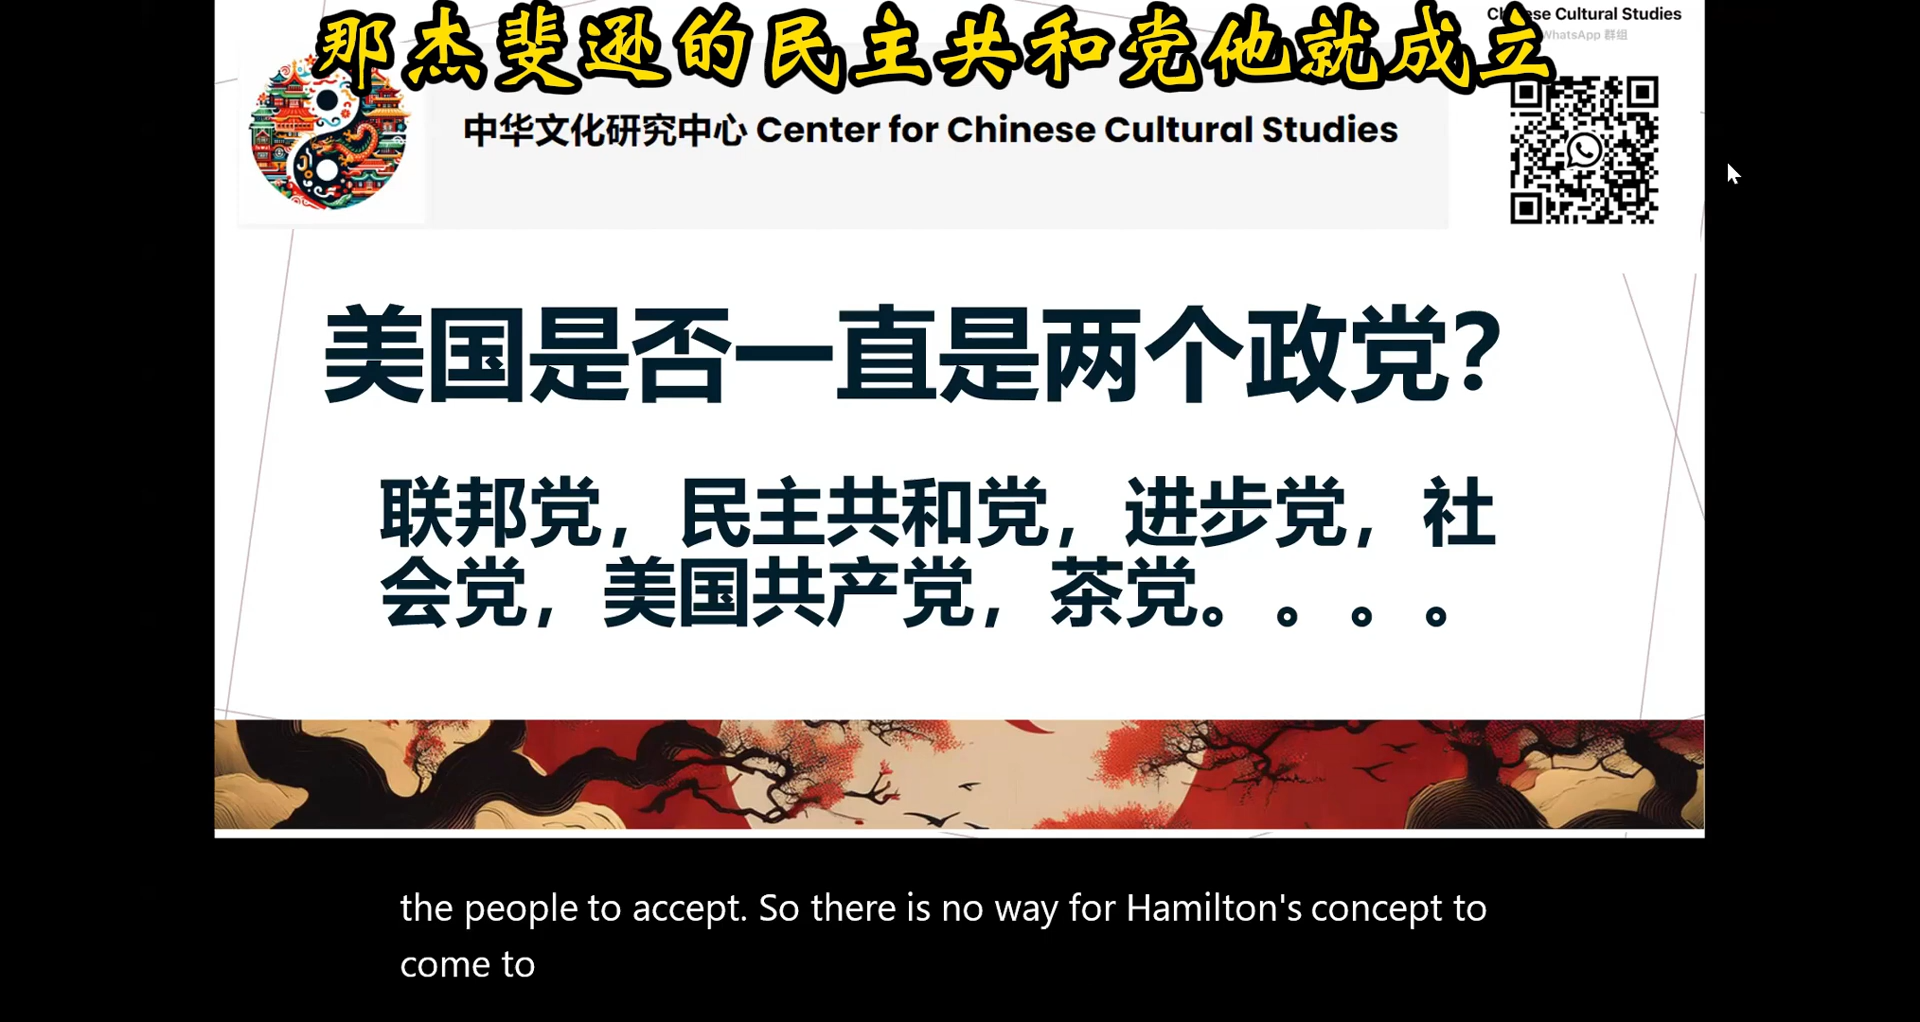 那杰斐逊的民主共和党他就成立
Chinese Cultural Studies
WhatsApp 群组
中华文化研究中心 Center for Chinese Cultural Studies
美国是否一直是两个政党?
联邦党，民主共和党，进步党，社
会党，美国共产党，茶党。。。。
the people to accept. So there is no way for Hamilton's concept to
come to